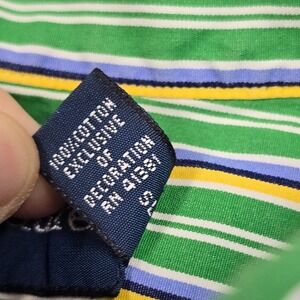 100%COTTON
EXCLUSIVE
OF
DECORATION
RN 41381